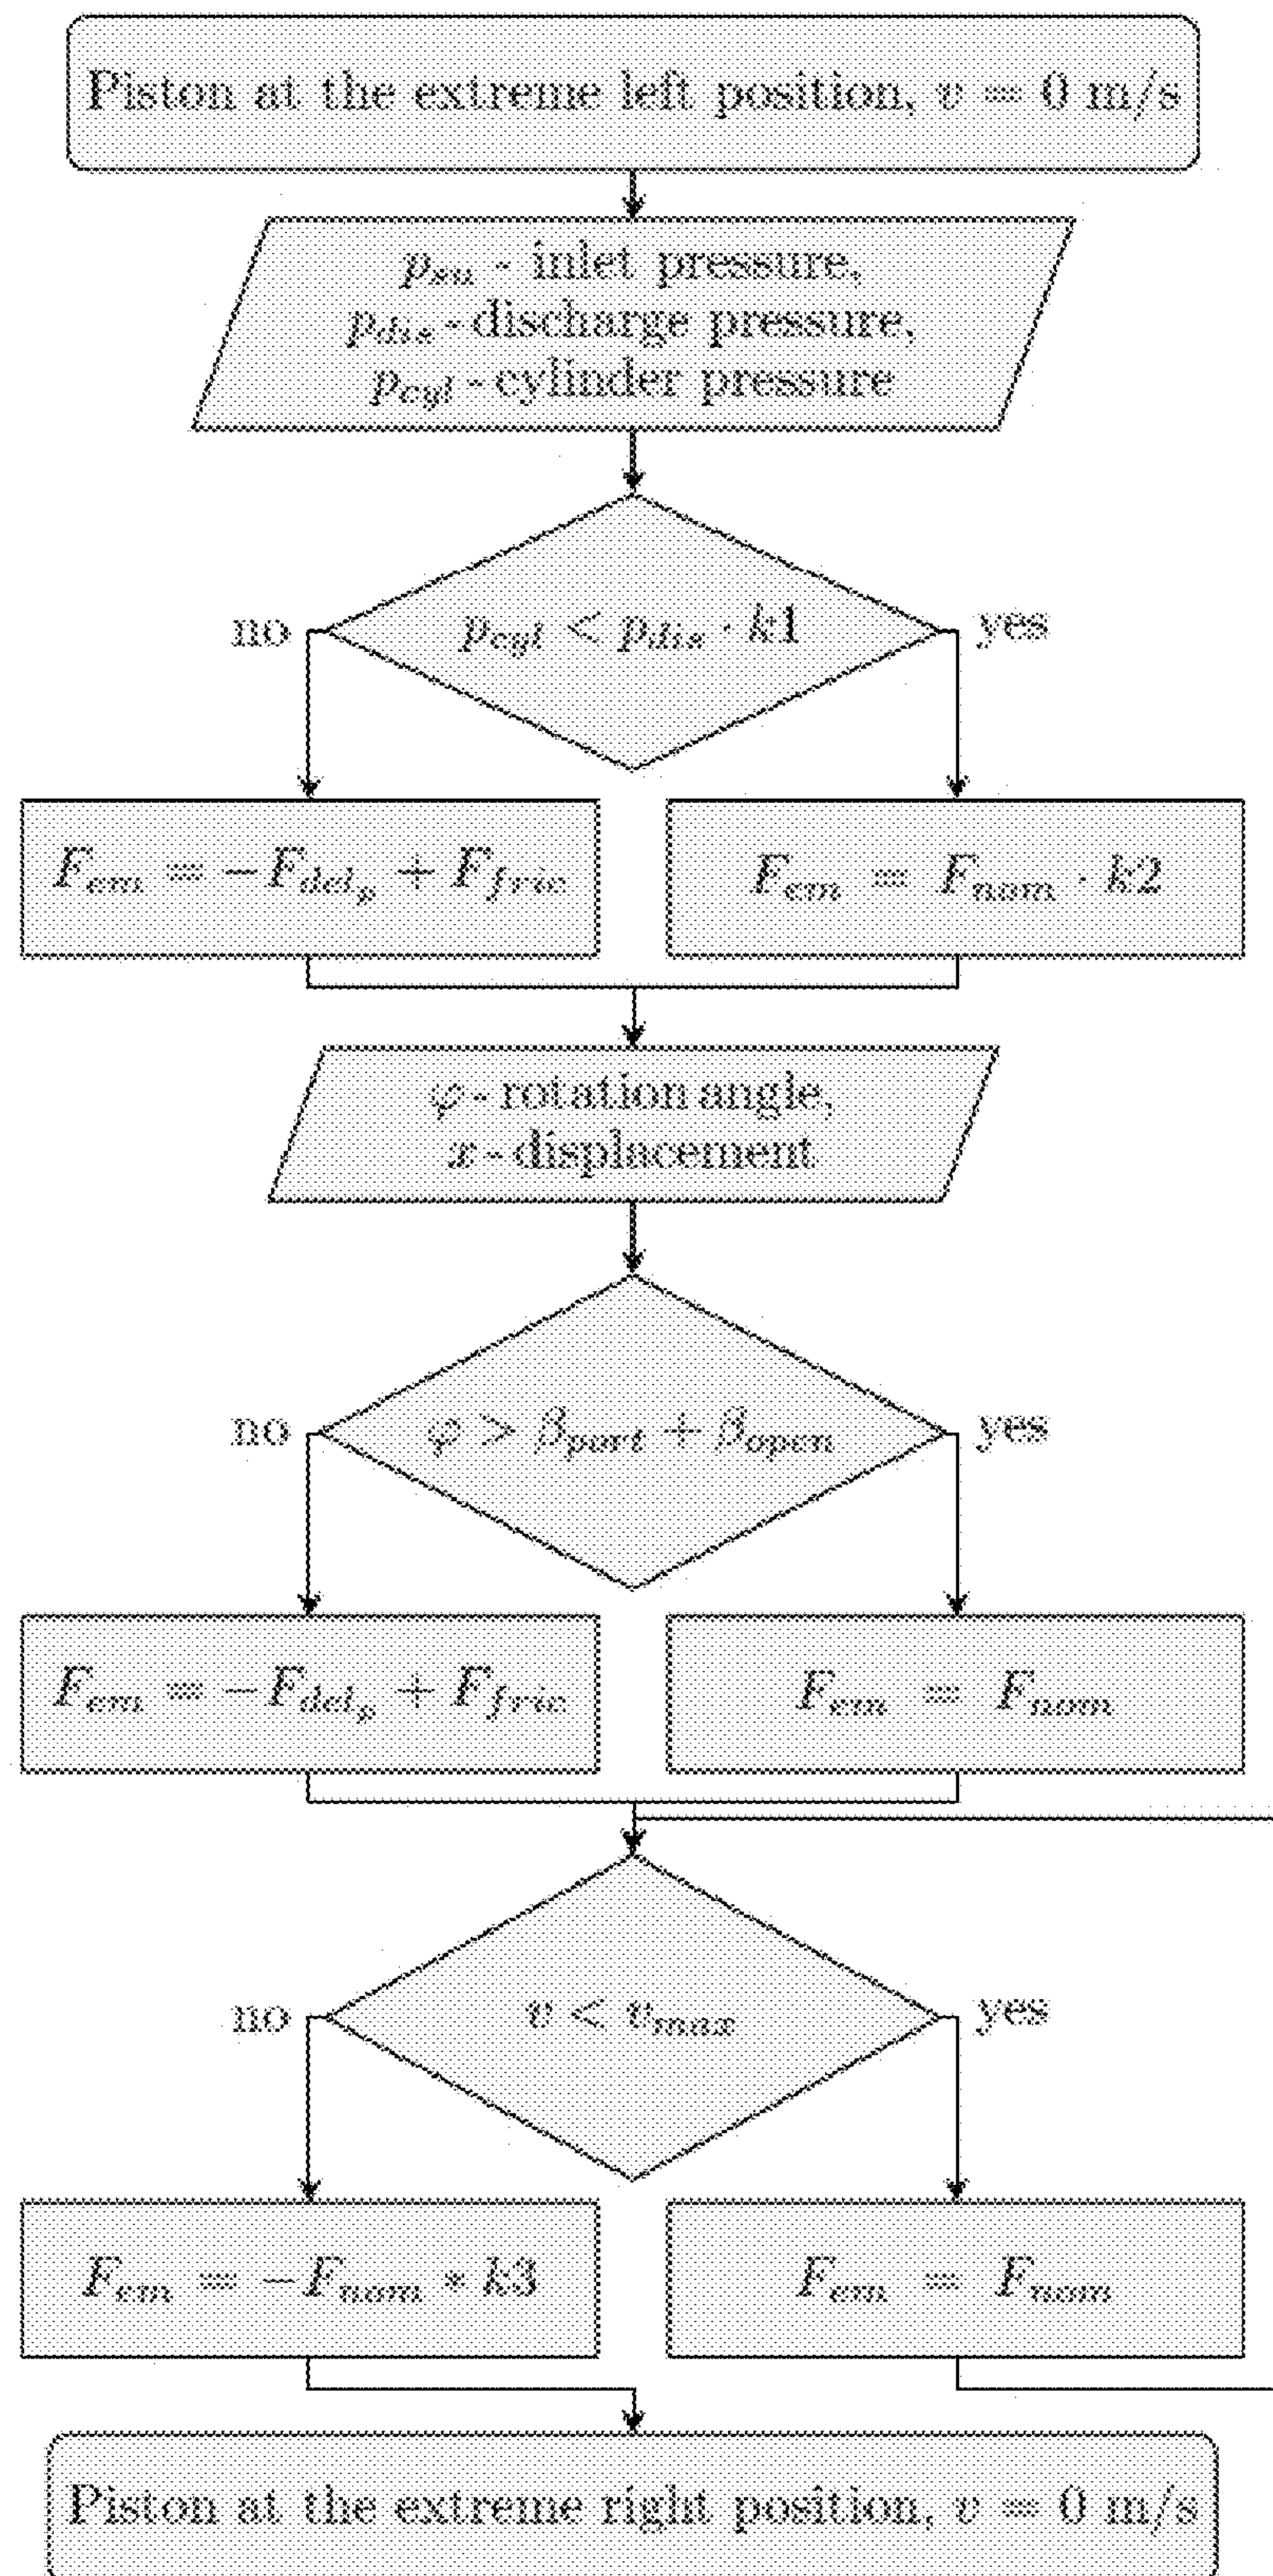 Piston at the extreme left position, v = 0 m/s
p_su - inlet pressure,
p_dis - discharge pressure,
p_cyl - cylinder pressure
no
p_cyl < p_dis · k1
yes
F_em = −F_del_p + F_fric
F_em = F_nom · k2
φ - rotation angle,
x - displacement
no
φ > β_port + β_open
yes
F_em = −F_del_p + F_fric
F_em = F_nom
no
v < v_max
yes
F_em = −F_nom * k3
F_em = F_nom
Piston at the extreme right position, v = 0 m/s